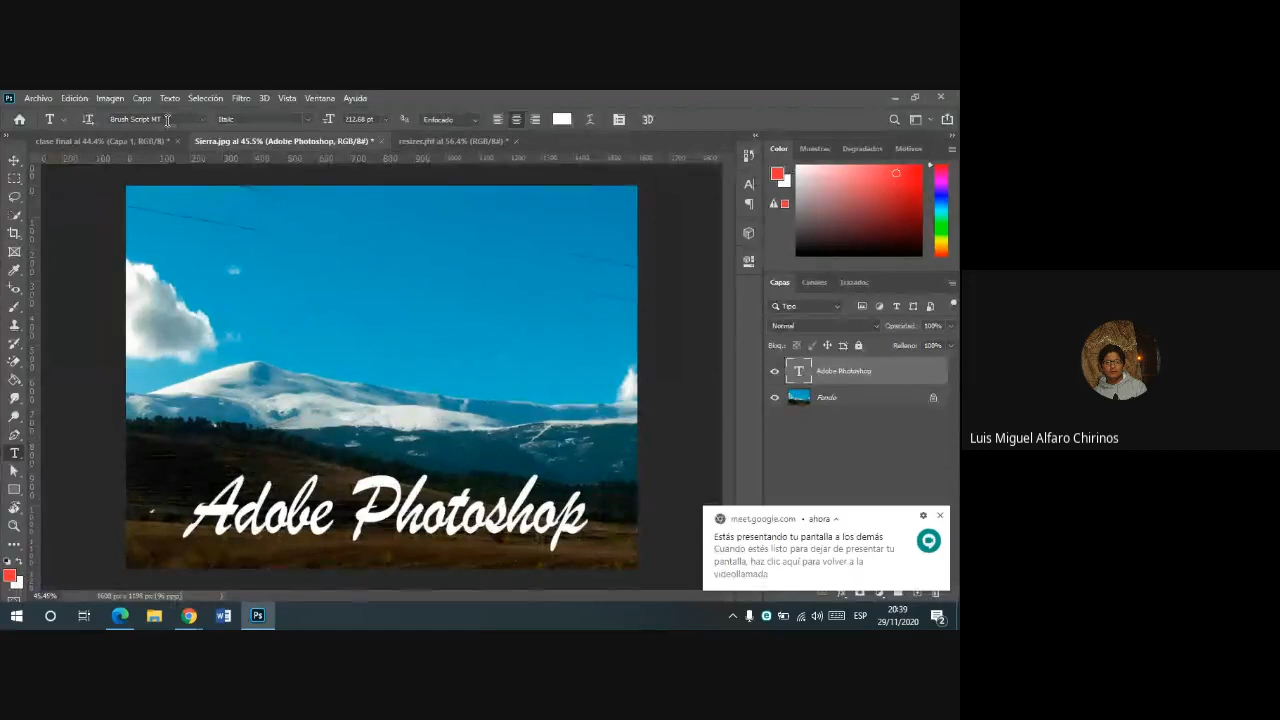 Ps Archivo Edición Imagen Capa Texto Selección Filtro 3D Vista Ventana Ayuda
T Brush Script MT Italic 212.68 pt Enfocado 3D
clase final al 44.4% (Capa 1, RGB/8) * × Sierra.jpg al 45.5% (Adobe Photoshop, RGB/8#) * × resizer.jfif al 56.4% (RGB/8#) * ×
Color Muestras Degradados Motivos
Adobe Photoshop
Capas Canales Trazados
Tipo
Normal Opacidad: 100%
Bloq.: Relleno: 100%
T Adobe Photoshop
Fondo
meet.google.com • ahora
Estás presentando tu pantalla a los demás
Cuando estés listo para dejar de presentar tu
pantalla, haz clic aquí para volver a la
videollamada
45.45%
ESP
20:39
29/11/2020
2
Luis Miguel Alfaro Chirinos